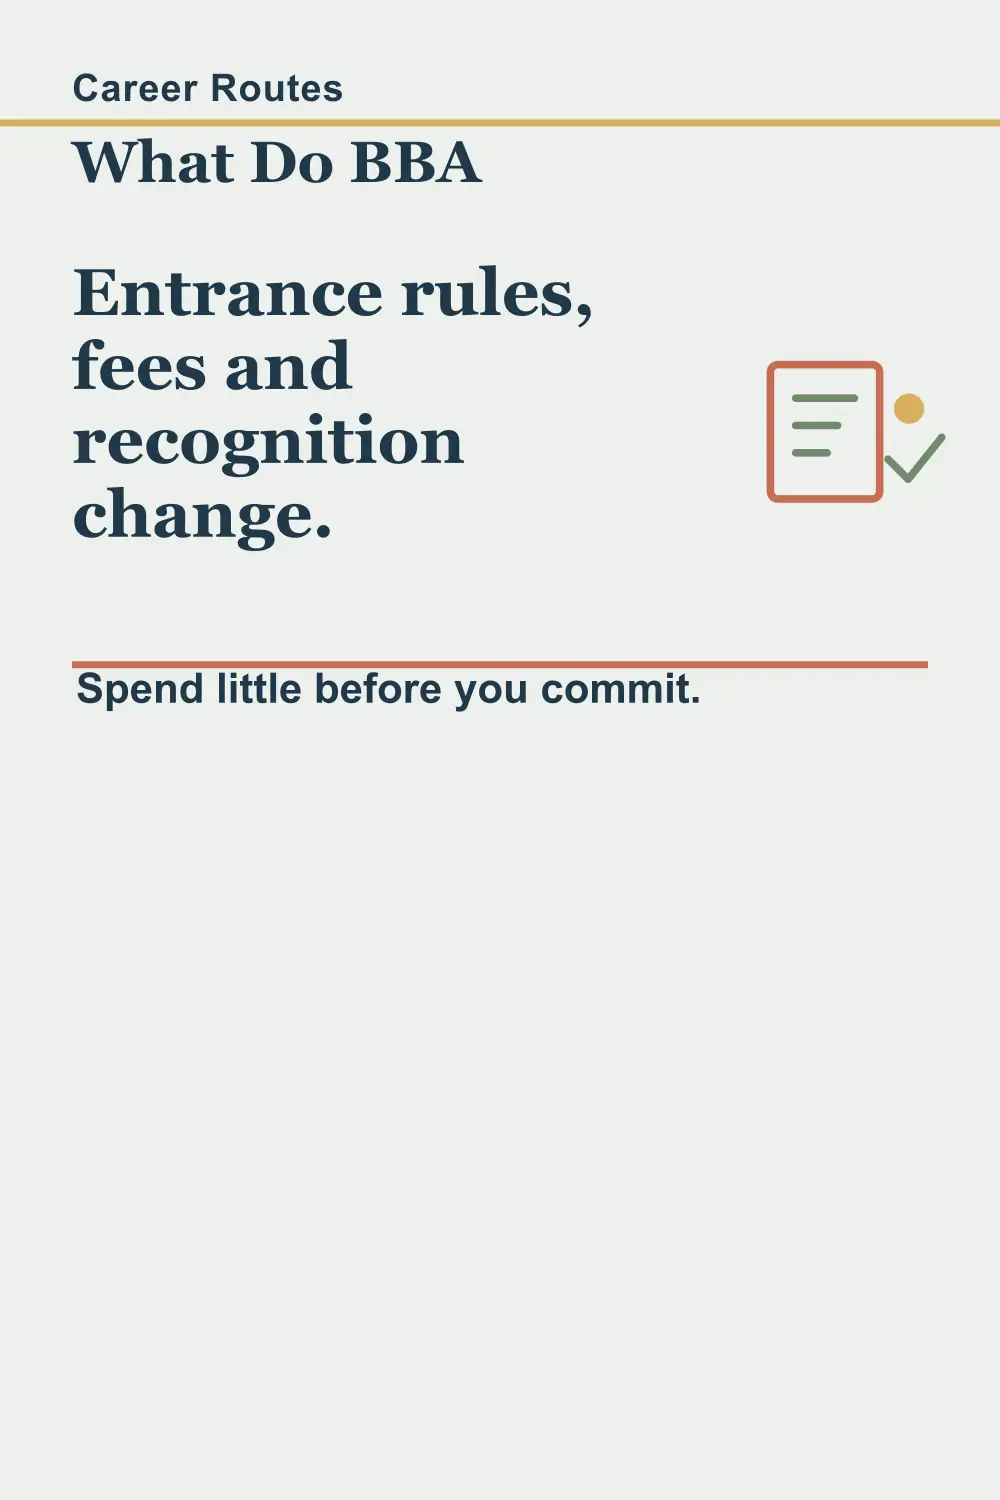 Career Routes
What Do BBA
Entrance rules,
fees and
recognition
change.
Spend little before you commit.